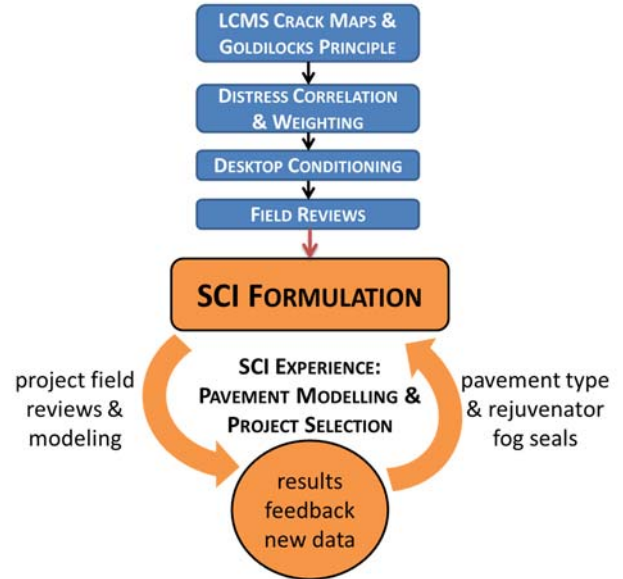 LCMS CRACK MAPS &
GOLDILOCKS PRINCIPLE
DISTRESS CORRELATION
& WEIGHTING
DESKTOP CONDITIONING
FIELD REVIEWS
SCI FORMULATION
project field
reviews &
modeling
SCI EXPERIENCE:
PAVEMENT MODELLING &
PROJECT SELECTION
pavement type
& rejuvenator
fog seals
results
feedback
new data